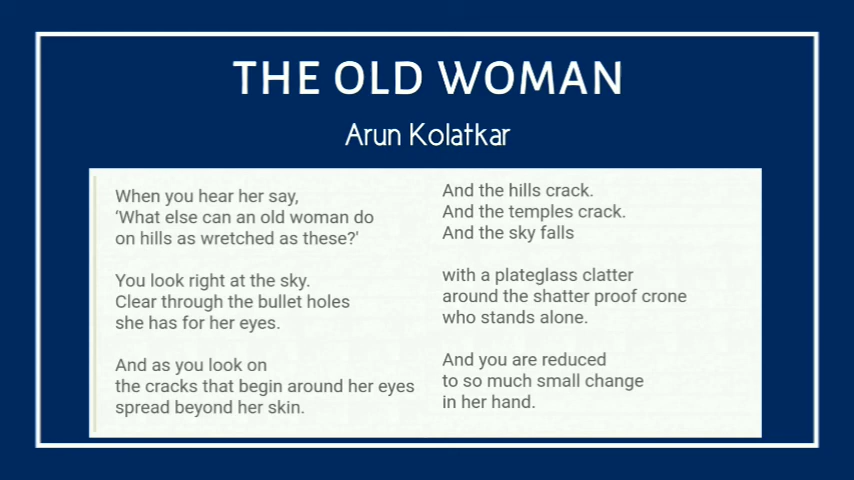 THE OLD WOMAN
Arun Kolatkar
When you hear her say,
‘What else can an old woman do
on hills as wretched as these?'
You look right at the sky.
Clear through the bullet holes
she has for her eyes.
And as you look on
the cracks that begin around her eyes
spread beyond her skin.
And the hills crack.
And the temples crack.
And the sky falls
with a plateglass clatter
around the shatter proof crone
who stands alone.
And you are reduced
to so much small change
in her hand.